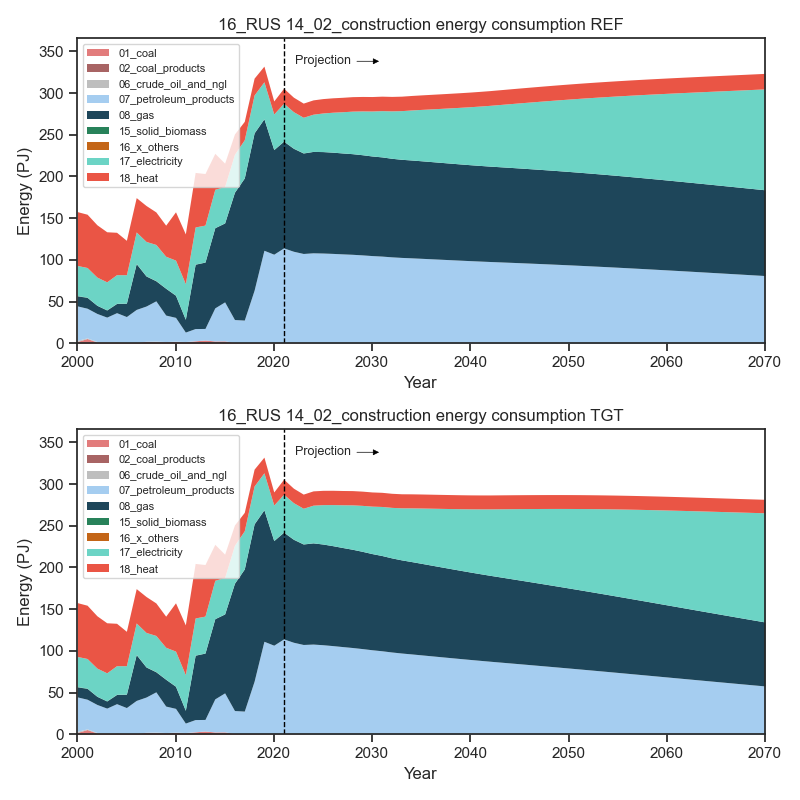 16_RUS 14_02_construction energy consumption REF
350
300
250
200
150
100
50
0
Energy (PJ)
01_coal
02_coal_products
06_crude_oil_and_ngl
07_petroleum_products
08_gas
15_solid_biomass
16_x_others
17_electricity
18_heat
Projection
2000 2010 2020 2030 2040 2050 2060 2070
Year
16_RUS 14_02_construction energy consumption TGT
350
300
250
200
150
100
50
0
Energy (PJ)
01_coal
02_coal_products
06_crude_oil_and_ngl
07_petroleum_products
08_gas
15_solid_biomass
16_x_others
17_electricity
18_heat
Projection
2000 2010 2020 2030 2040 2050 2060 2070
Year